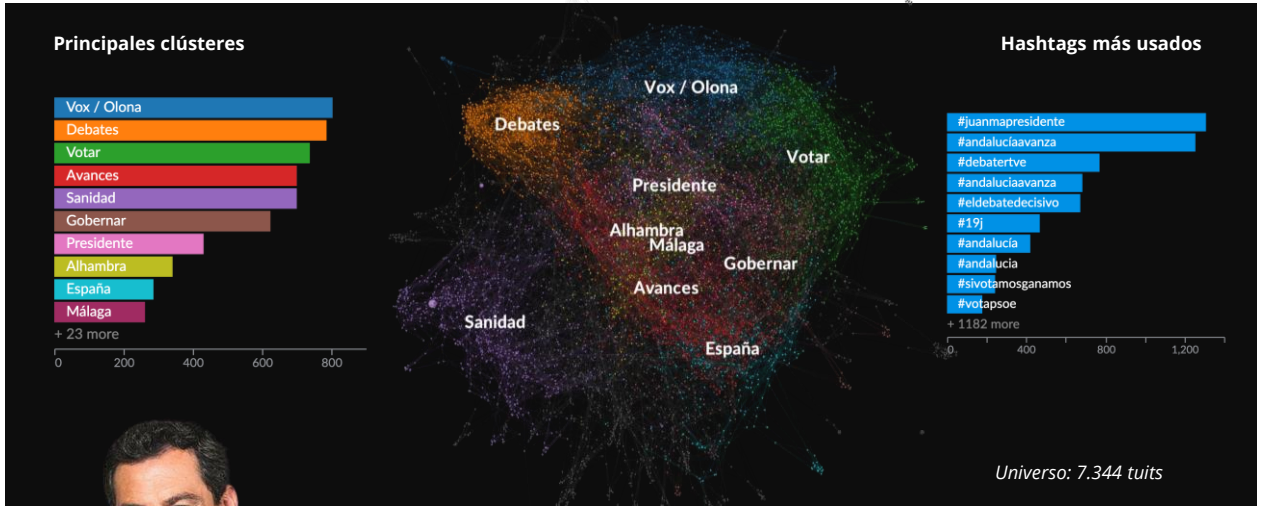 Principales clústeres
Vox / Olona
Debates
Votar
Avances
Sanidad
Gobernar
Presidente
Alhambra
España
Málaga
+ 23 more
0 200 400 600 800
Vox / Olona
Debates
Votar
Presidente
Alhambra
Málaga
Gobernar
Avances
Sanidad
España
Hashtags más usados
#juanmapresidente
#andalucíaavanza
#debatertve
#andaluciaavanza
#eldebatedecisivo
#19j
#andalucía
#andalucia
#sivotamosganamos
#votapsoe
+ 1182 more
0 400 800 1,200
Universo: 7.344 tuits